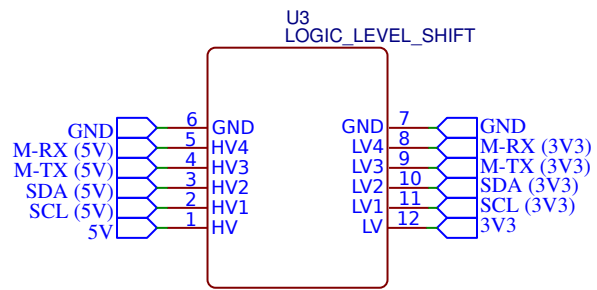 U3
LOGIC_LEVEL_SHIFT
GND 6 GND GND 7 GND
M-RX (5V) 5 HV4 LV4 8 M-RX (3V3)
M-TX (5V) 4 HV3 LV3 9 M-TX (3V3)
SDA (5V) 3 HV2 LV2 10 SDA (3V3)
SCL (5V) 2 HV1 LV1 11 SCL (3V3)
5V 1 HV LV 12 3V3